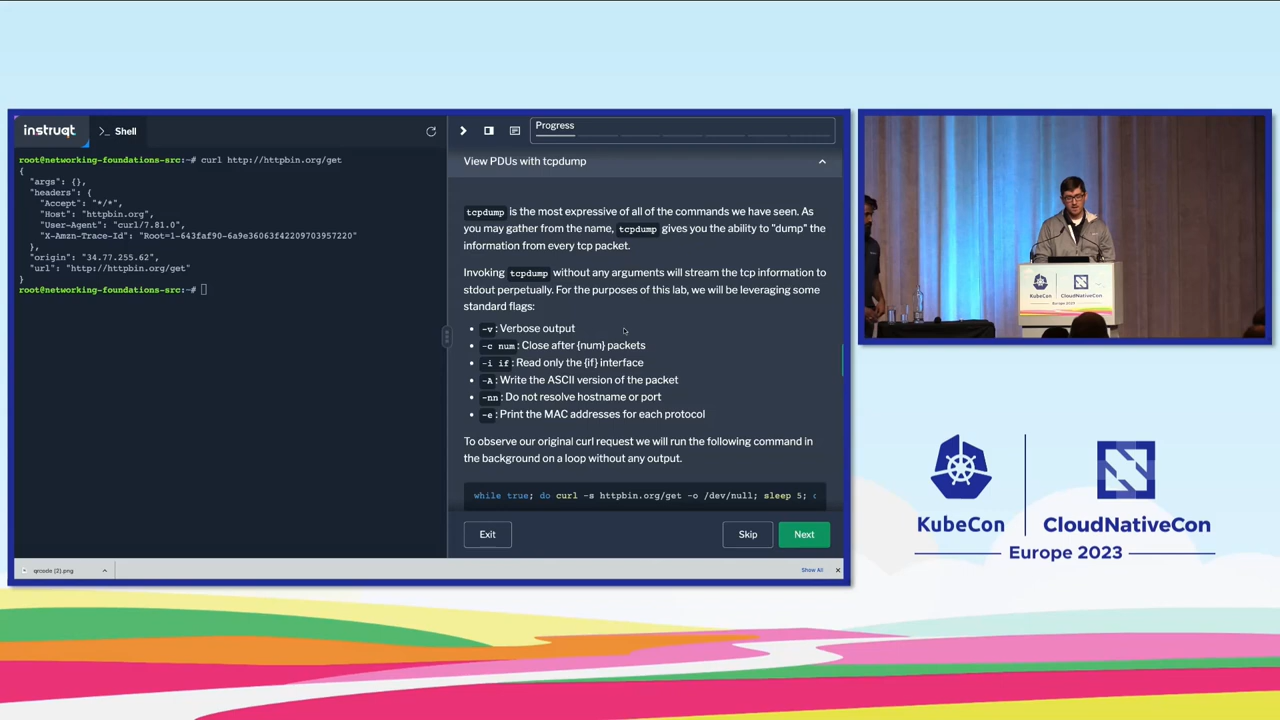 instruqt
>_ Shell
root@networking-foundations-src:~# curl http://httpbin.org/get
{
"args": {},
"headers": {
"Accept": "*/*",
"Host": "httpbin.org",
"User-Agent": "curl/7.81.0",
"X-Amzn-Trace-Id": "Root=1-643faf90-6a9e36063f42209703957220"
},
"origin": "34.77.255.62",
"url": "http://httpbin.org/get"
}
root@networking-foundations-src:~#
Progress
View PDUs with tcpdump
tcpdump is the most expressive of all of the commands we have seen. As
you may gather from the name, tcpdump gives you the ability to "dump" the
information from every tcp packet.
Invoking tcpdump without any arguments will stream the tcp information to
stdout perpetually. For the purposes of this lab, we will be leveraging some
standard flags:
• -v: Verbose output
• -c num: Close after {num} packets
• -i if: Read only the {if} interface
• -A: Write the ASCII version of the packet
• -nn: Do not resolve hostname or port
• -e: Print the MAC addresses for each protocol
To observe our original curl request we will run the following command in
the background on a loop without any output.
while true; do curl -s httpbin.org/get -o /dev/null; sleep 5;
Exit
Skip
Next
qrcode (2).png
Show All
KubeCon
CloudNativeCon
Europe 2023
KubeCon
CloudNativeCon
Europe 2023